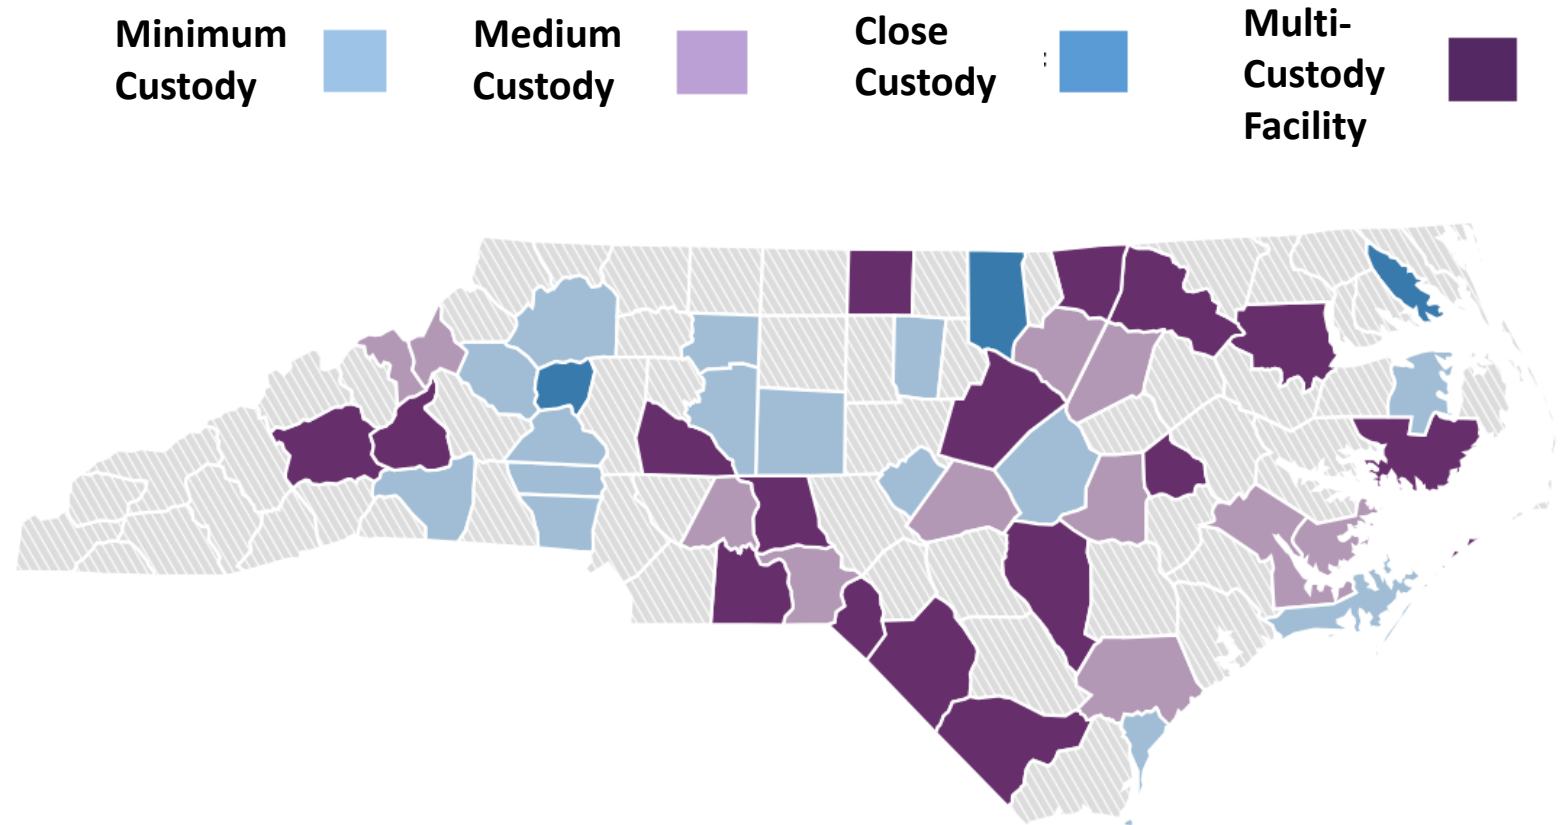 Minimum
Custody
Medium
Custody
Close
Custody
:
Multi-
Custody
Facility